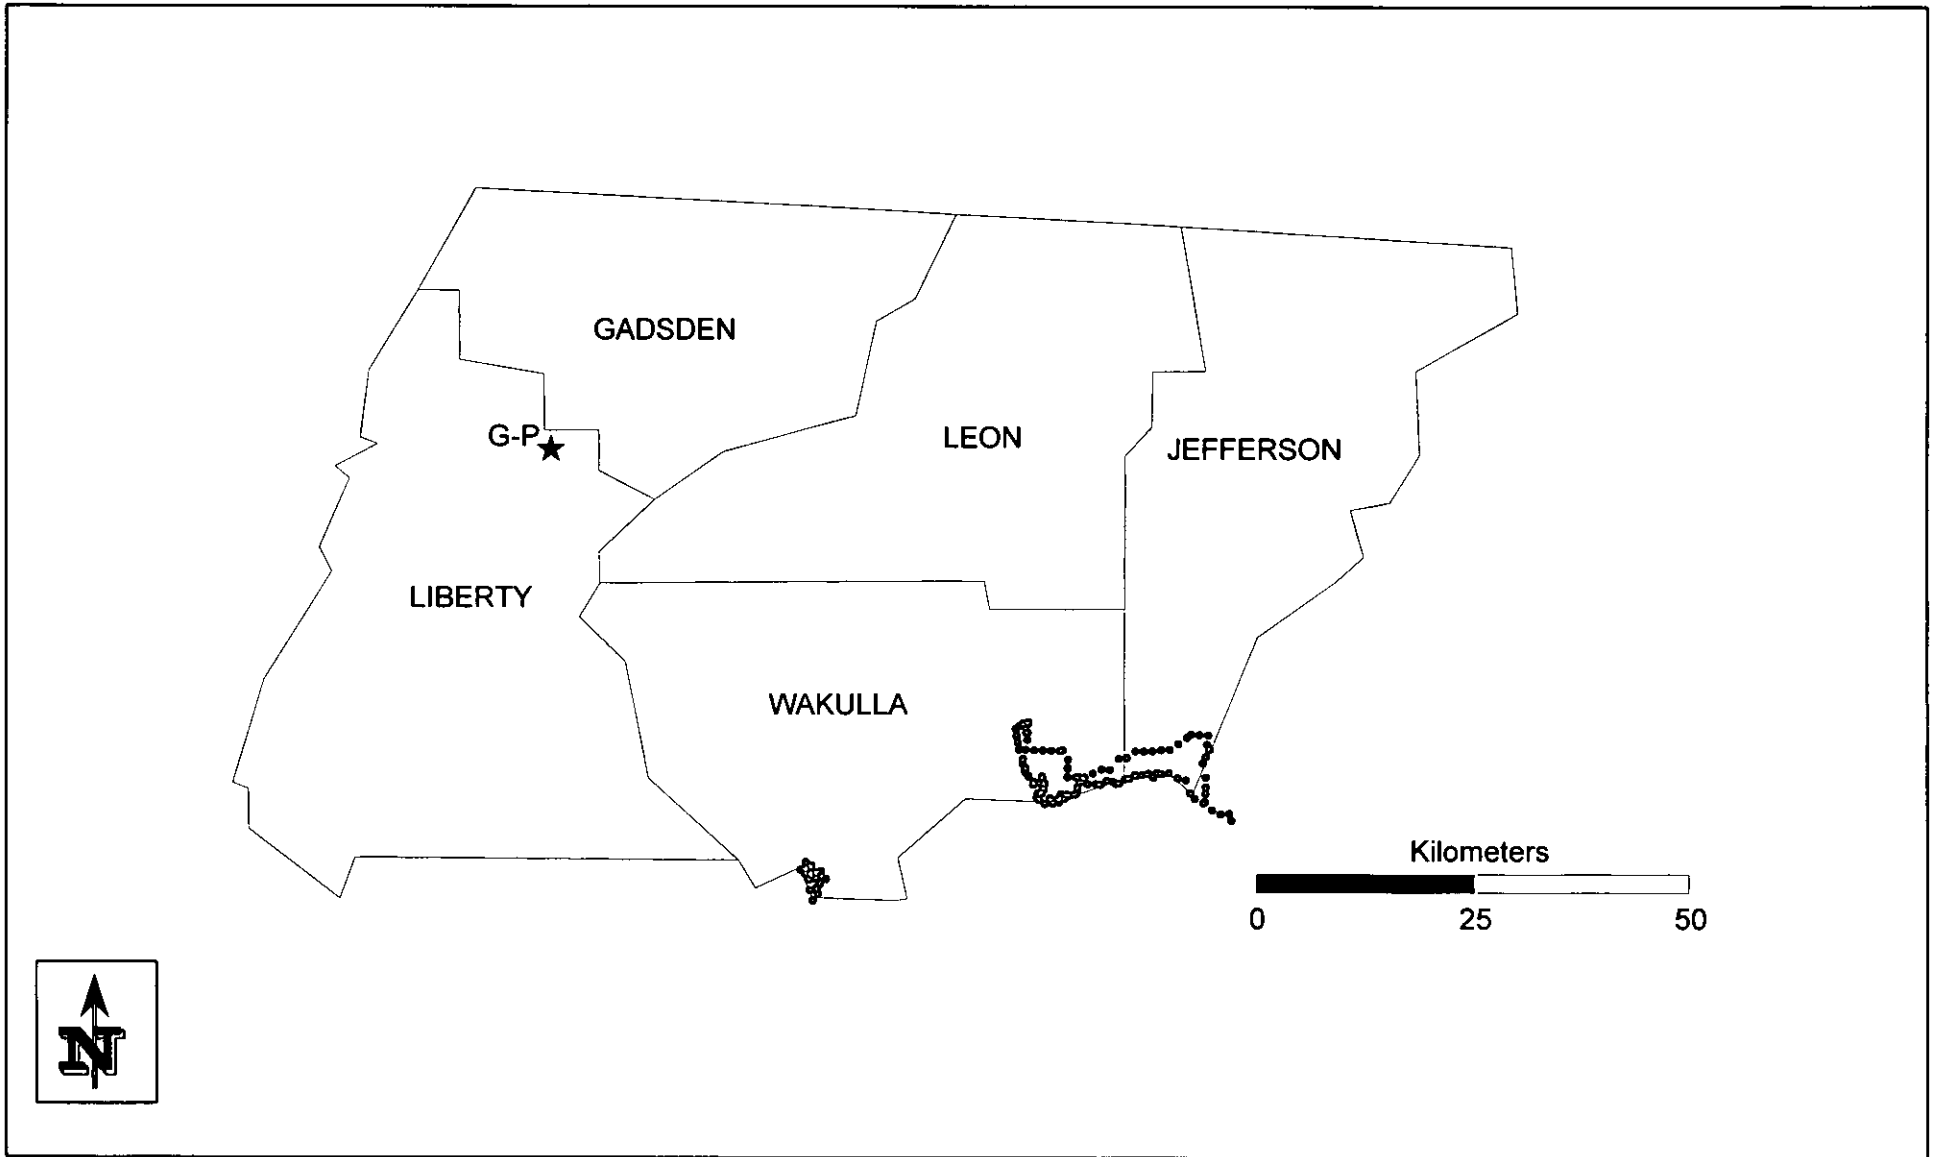 GADSDEN
G-P
LEON
JEFFERSON
LIBERTY
WAKULLA
Kilometers
0 25 50
N